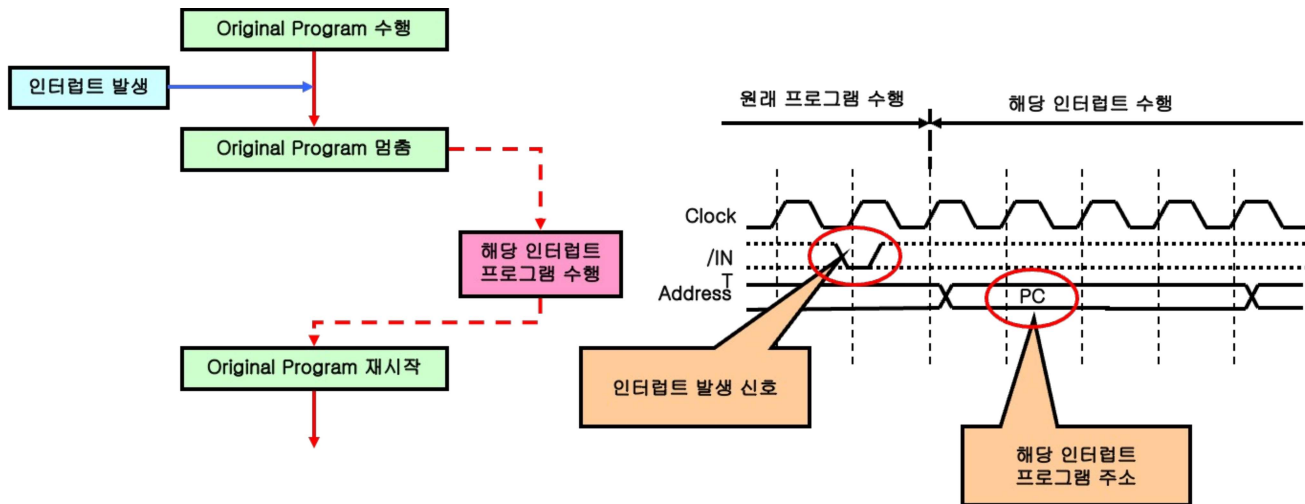 Original Program 수행
인터럽트 발생
Original Program 멈춤
해당 인터럽트
프로그램 수행
Original Program 재시작
원래 프로그램 수행
해당 인터럽트 수행
Clock
/IN
T
Address
PC
인터럽트 발생 신호
해당 인터럽트
프로그램 주소